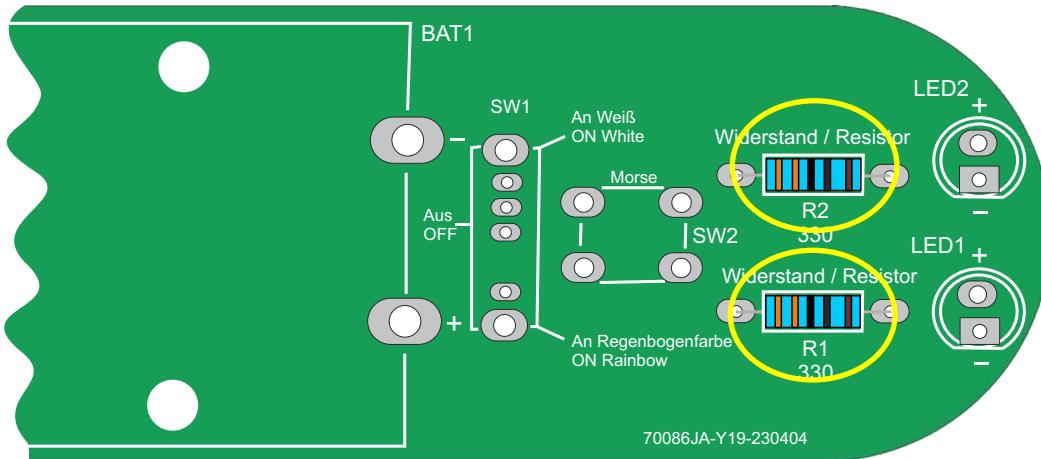 BAT1
-
+
SW1
An Weiß
ON White
Aus
OFF
An Regenbogenfarbe
ON Rainbow
Morse
SW2
Widerstand / Resistor
R2
330
LED2
+
-
Widerstand / Resistor
R1
330
LED1
+
-
70086JA-Y19-230404